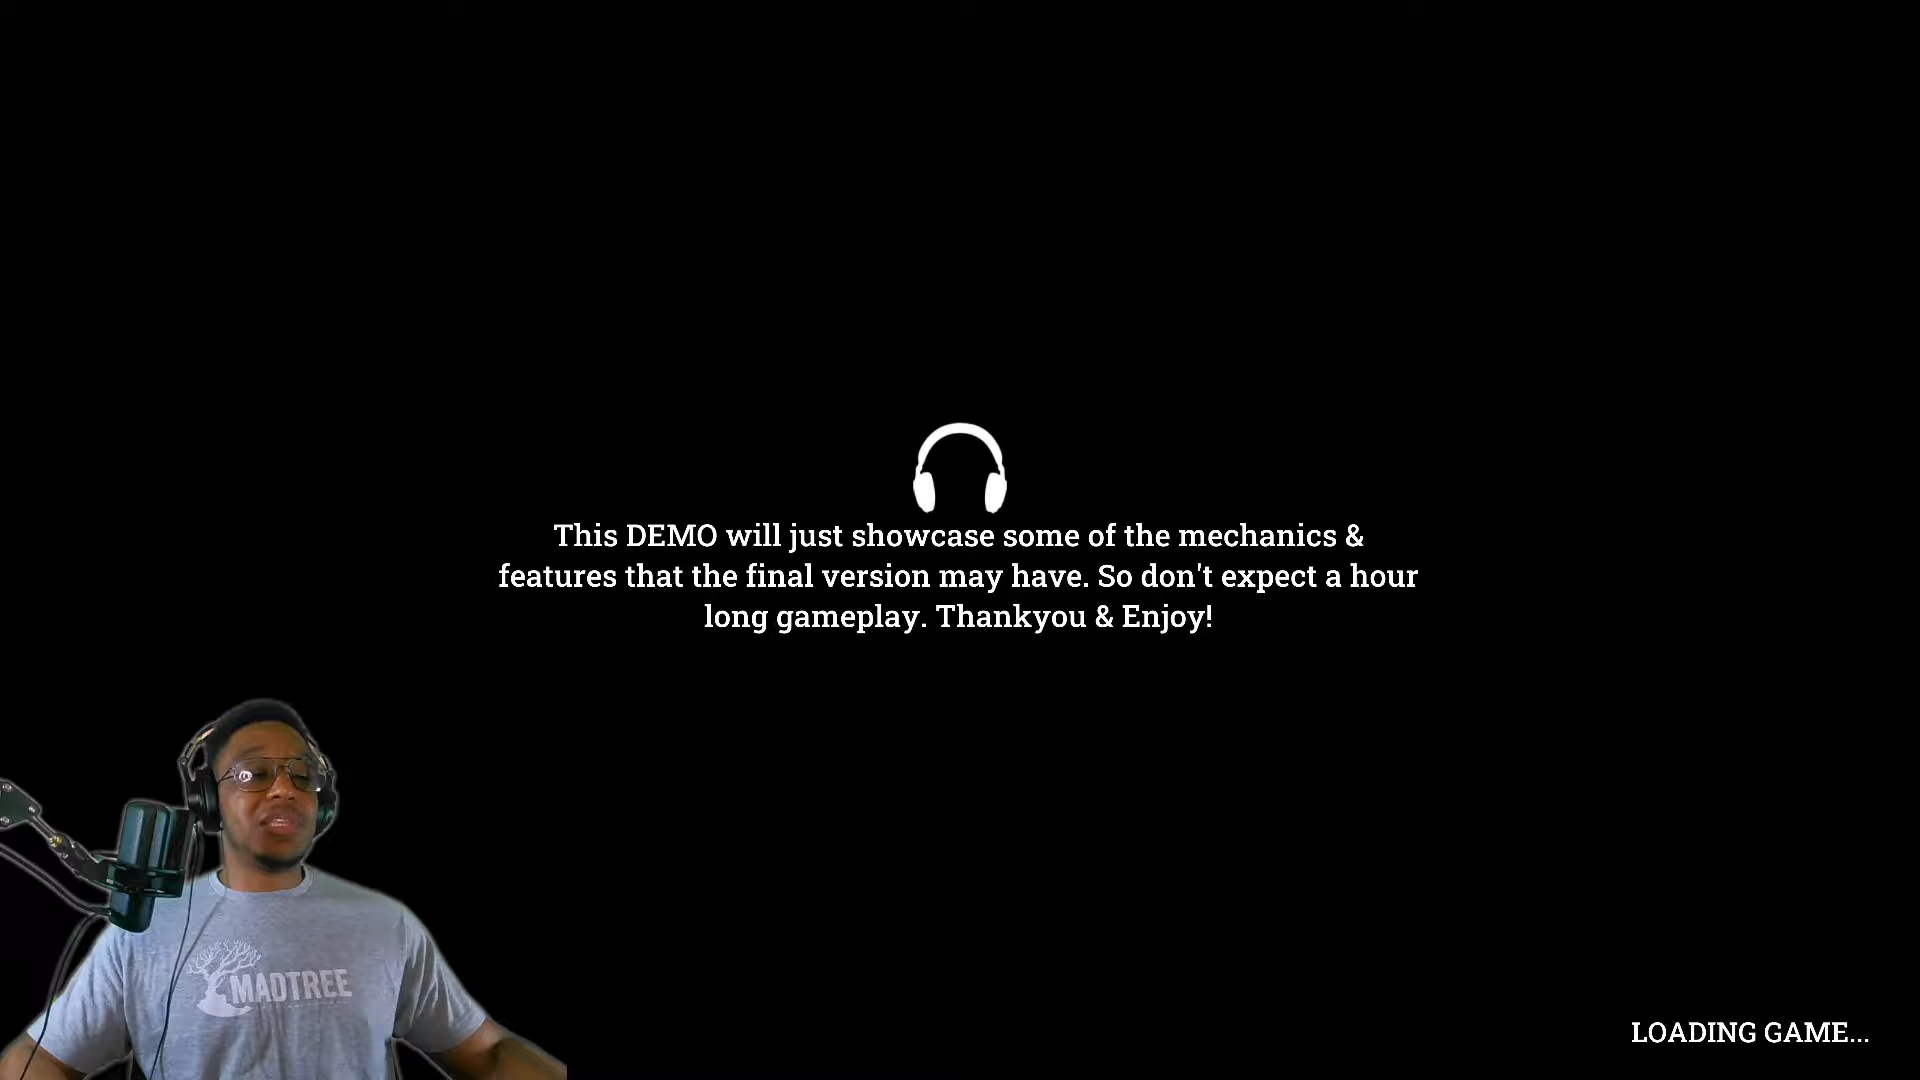 This DEMO will just showcase some of the mechanics &
features that the final version may have. So don't expect a hour
long gameplay. Thankyou & Enjoy!
MADTREE
LOADING GAME...